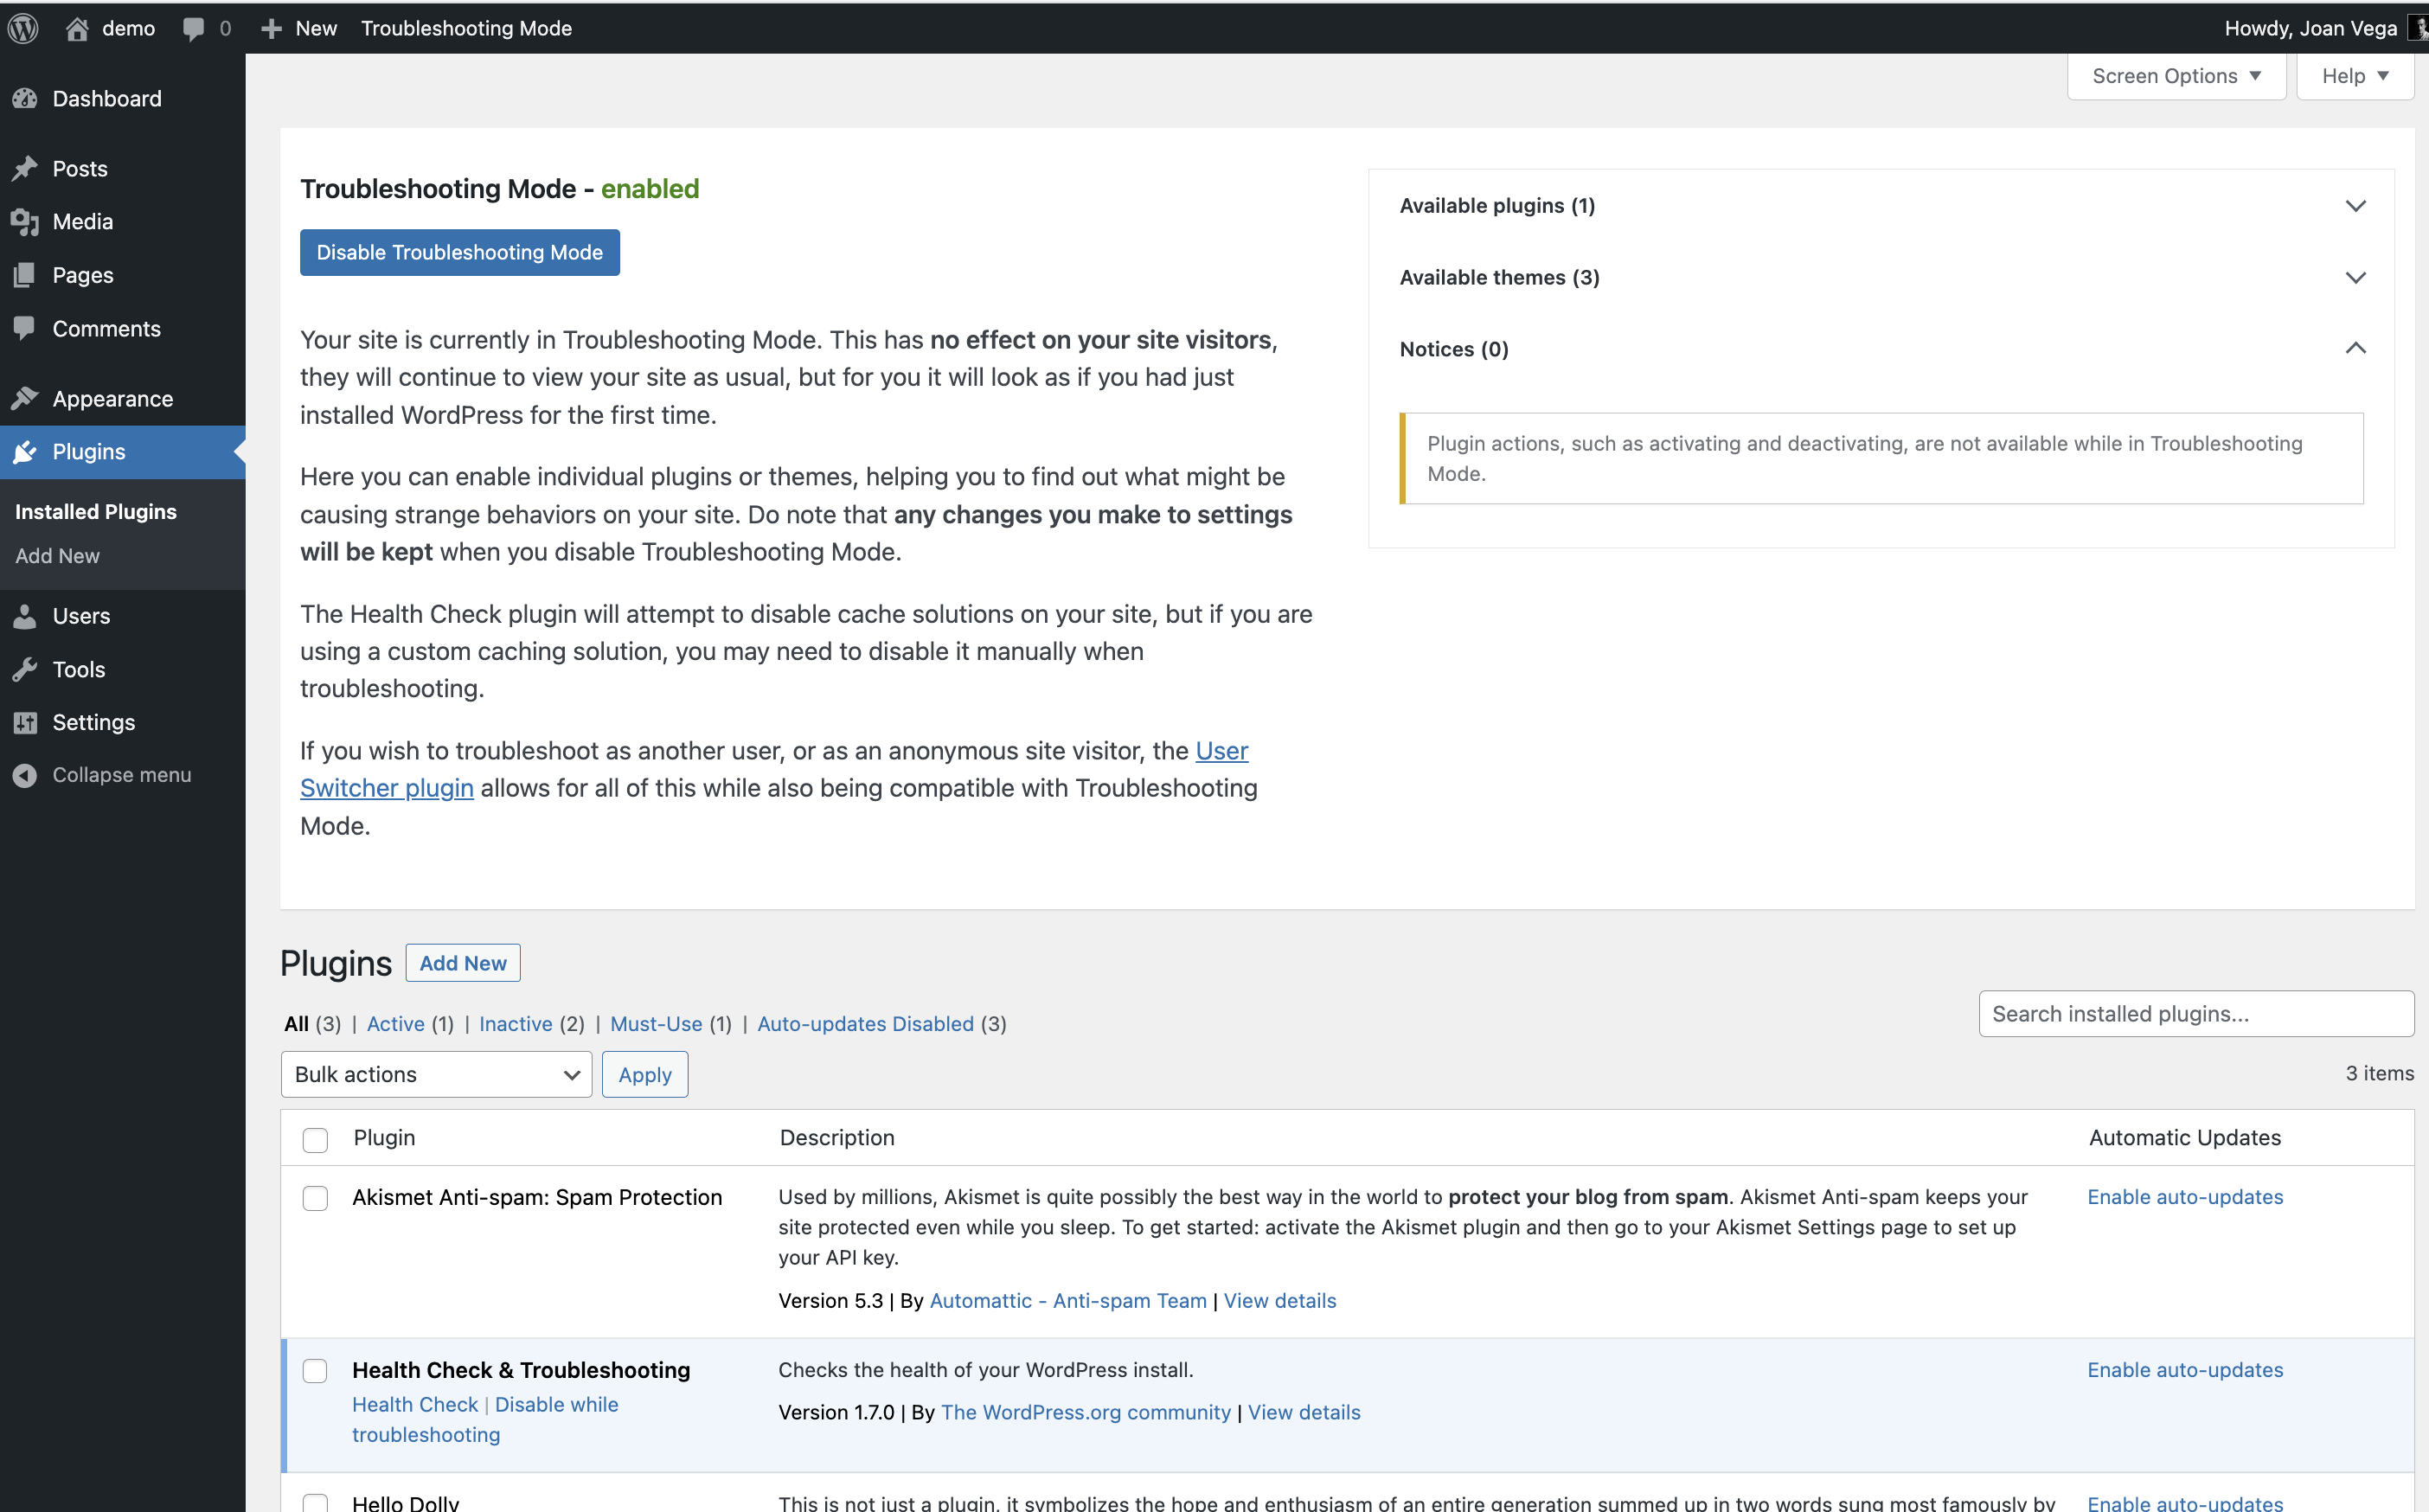 demo 0 New Troubleshooting Mode Howdy, Joan Vega
Screen Options Help
Dashboard
Posts
Media
Pages
Comments
Appearance
Plugins
Installed Plugins
Add New
Users
Tools
Settings
Collapse menu
Troubleshooting Mode - enabled
Disable Troubleshooting Mode
Your site is currently in Troubleshooting Mode. This has no effect on your site visitors,
they will continue to view your site as usual, but for you it will look as if you had just
installed WordPress for the first time.
Here you can enable individual plugins or themes, helping you to find out what might be
causing strange behaviors on your site. Do note that any changes you make to settings
will be kept when you disable Troubleshooting Mode.
The Health Check plugin will attempt to disable cache solutions on your site, but if you are
using a custom caching solution, you may need to disable it manually when
troubleshooting.
If you wish to troubleshoot as another user, or as an anonymous site visitor, the User
Switcher plugin allows for all of this while also being compatible with Troubleshooting
Mode.
Available plugins (1)
Available themes (3)
Notices (0)
Plugin actions, such as activating and deactivating, are not available while in Troubleshooting
Mode.
Plugins Add New
All (3) | Active (1) | Inactive (2) | Must-Use (1) | Auto-updates Disabled (3)
Search installed plugins...
Bulk actions Apply
3 items
Plugin Description Automatic Updates
Akismet Anti-spam: Spam Protection
Used by millions, Akismet is quite possibly the best way in the world to protect your blog from spam. Akismet Anti-spam keeps your
site protected even while you sleep. To get started: activate the Akismet plugin and then go to your Akismet Settings page to set up
your API key.
Version 5.3 | By Automattic - Anti-spam Team | View details
Enable auto-updates
Health Check & Troubleshooting
Health Check | Disable while
troubleshooting
Checks the health of your WordPress install.
Version 1.7.0 | By The WordPress.org community | View details
Enable auto-updates
Hello Dolly
This is not just a plugin, it symbolizes the hope and enthusiasm of an entire generation summed up in two words sung most famously by
Enable auto-updates